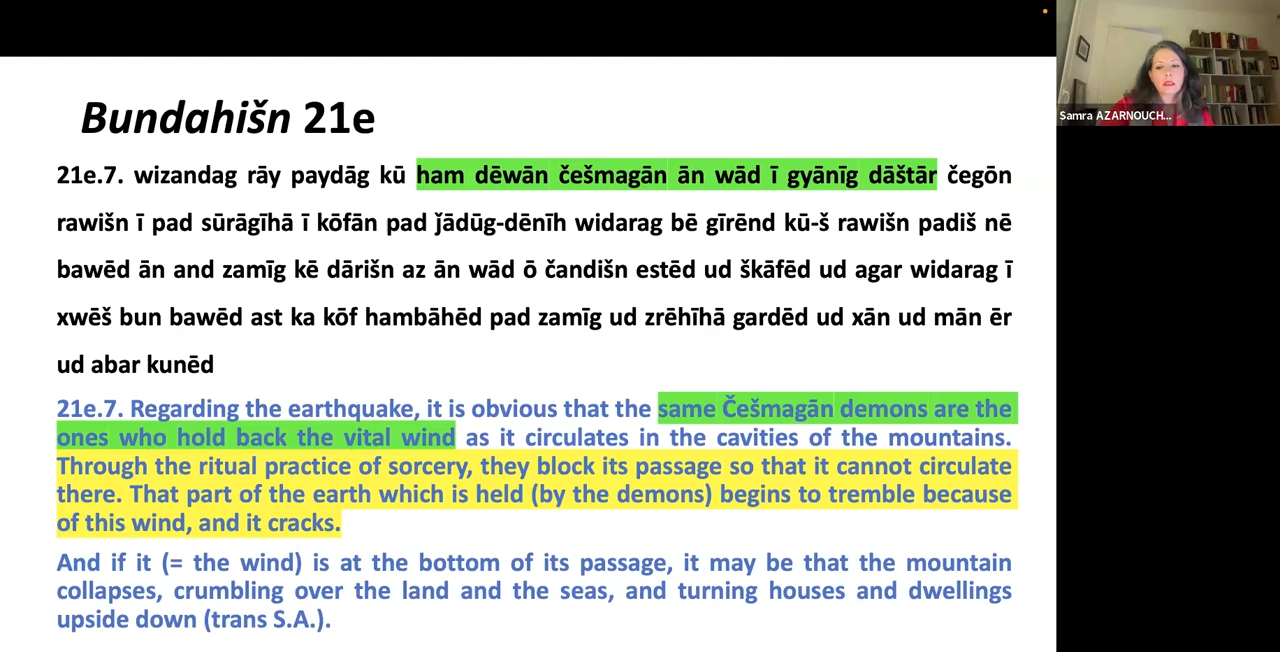 Bundahišn 21e
21e.7. wizandag rāy paydāg kū ham dēwān češmagān ān wād ī gyānīg dāštār čegōn
rawišn ī pad sūrāgīhā ī kōfān pad ǰādūg-dēnīh widarag bē gīrēnd kū-š rawišn padiš nē
bawēd ān and zamīg kē dārišn az ān wād ō čandišn estēd ud škāfēd ud agar widarag ī
xwēš bun bawēd ast ka kōf hambāhēd pad zamīg ud zrēhīhā gardēd ud xān ud mān ēr
ud abar kunēd
21e.7. Regarding the earthquake, it is obvious that the same Češmagān demons are the
ones who hold back the vital wind as it circulates in the cavities of the mountains.
Through the ritual practice of sorcery, they block its passage so that it cannot circulate
there. That part of the earth which is held (by the demons) begins to tremble because
of this wind, and it cracks.
And if it (= the wind) is at the bottom of its passage, it may be that the mountain
collapses, crumbling over the land and the seas, and turning houses and dwellings
upside down (trans S.A.).
Samra AZARNOUCH...